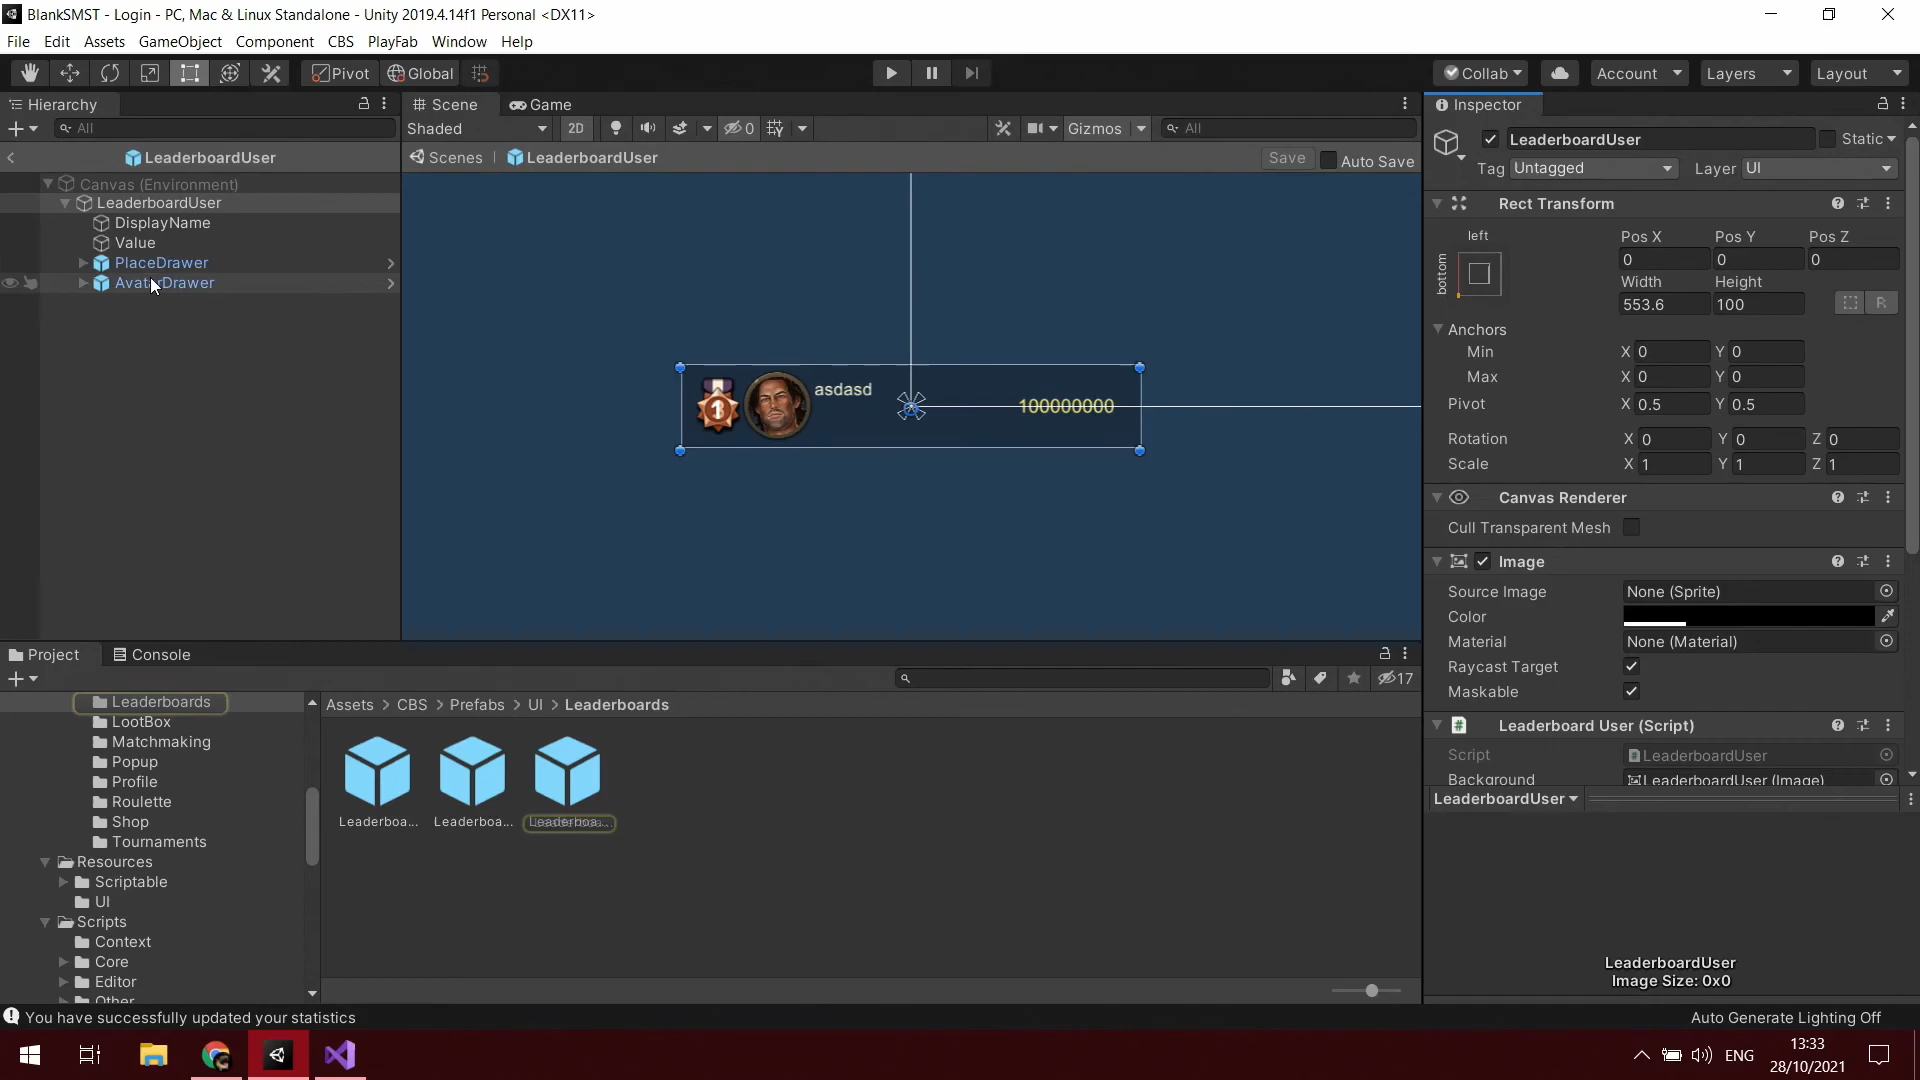 BlankSMST - Login - PC, Mac & Linux Standalone - Unity 2019.4.14f1 Personal <DX11>
File Edit Assets GameObject Component CBS PlayFab Window Help
Pivot Global Collab Account Layers Layout
Hierarchy Scene Game Inspector
All Shaded 2D 0 Gizmos All
LeaderboardUser Static
LeaderboardUser Scenes LeaderboardUser Save Auto Save
Tag Untagged Layer UI
Canvas (Environment)
LeaderboardUser
DisplayName
Value
PlaceDrawer
AvatarDrawer
asdasd
100000000
Rect Transform
left
bottom
Pos X Pos Y Pos Z
0 0 0
Width Height
553.6 100 R
Anchors
Min X 0 Y 0
Max X 0 Y 0
Pivot X 0.5 Y 0.5
Rotation X 0 Y 0 Z 0
Scale X 1 Y 1 Z 1
Canvas Renderer
Cull Transparent Mesh
Image
Source Image None (Sprite)
Color
Material None (Material)
Raycast Target
Maskable
Leaderboard User (Script)
Script LeaderboardUser
Background LeaderboardUser (Image)
LeaderboardUser
LeaderboardUser
Image Size: 0x0
Project Console
17
Leaderboards
LootBox
Matchmaking
Popup
Profile
Roulette
Shop
Tournaments
Resources
Scriptable
UI
Scripts
Context
Core
Editor
Other
Assets > CBS > Prefabs > UI > Leaderboards
Leaderboa... Leaderboa...
You have successfully updated your statistics
Auto Generate Lighting Off
ENG
13:33
28/10/2021